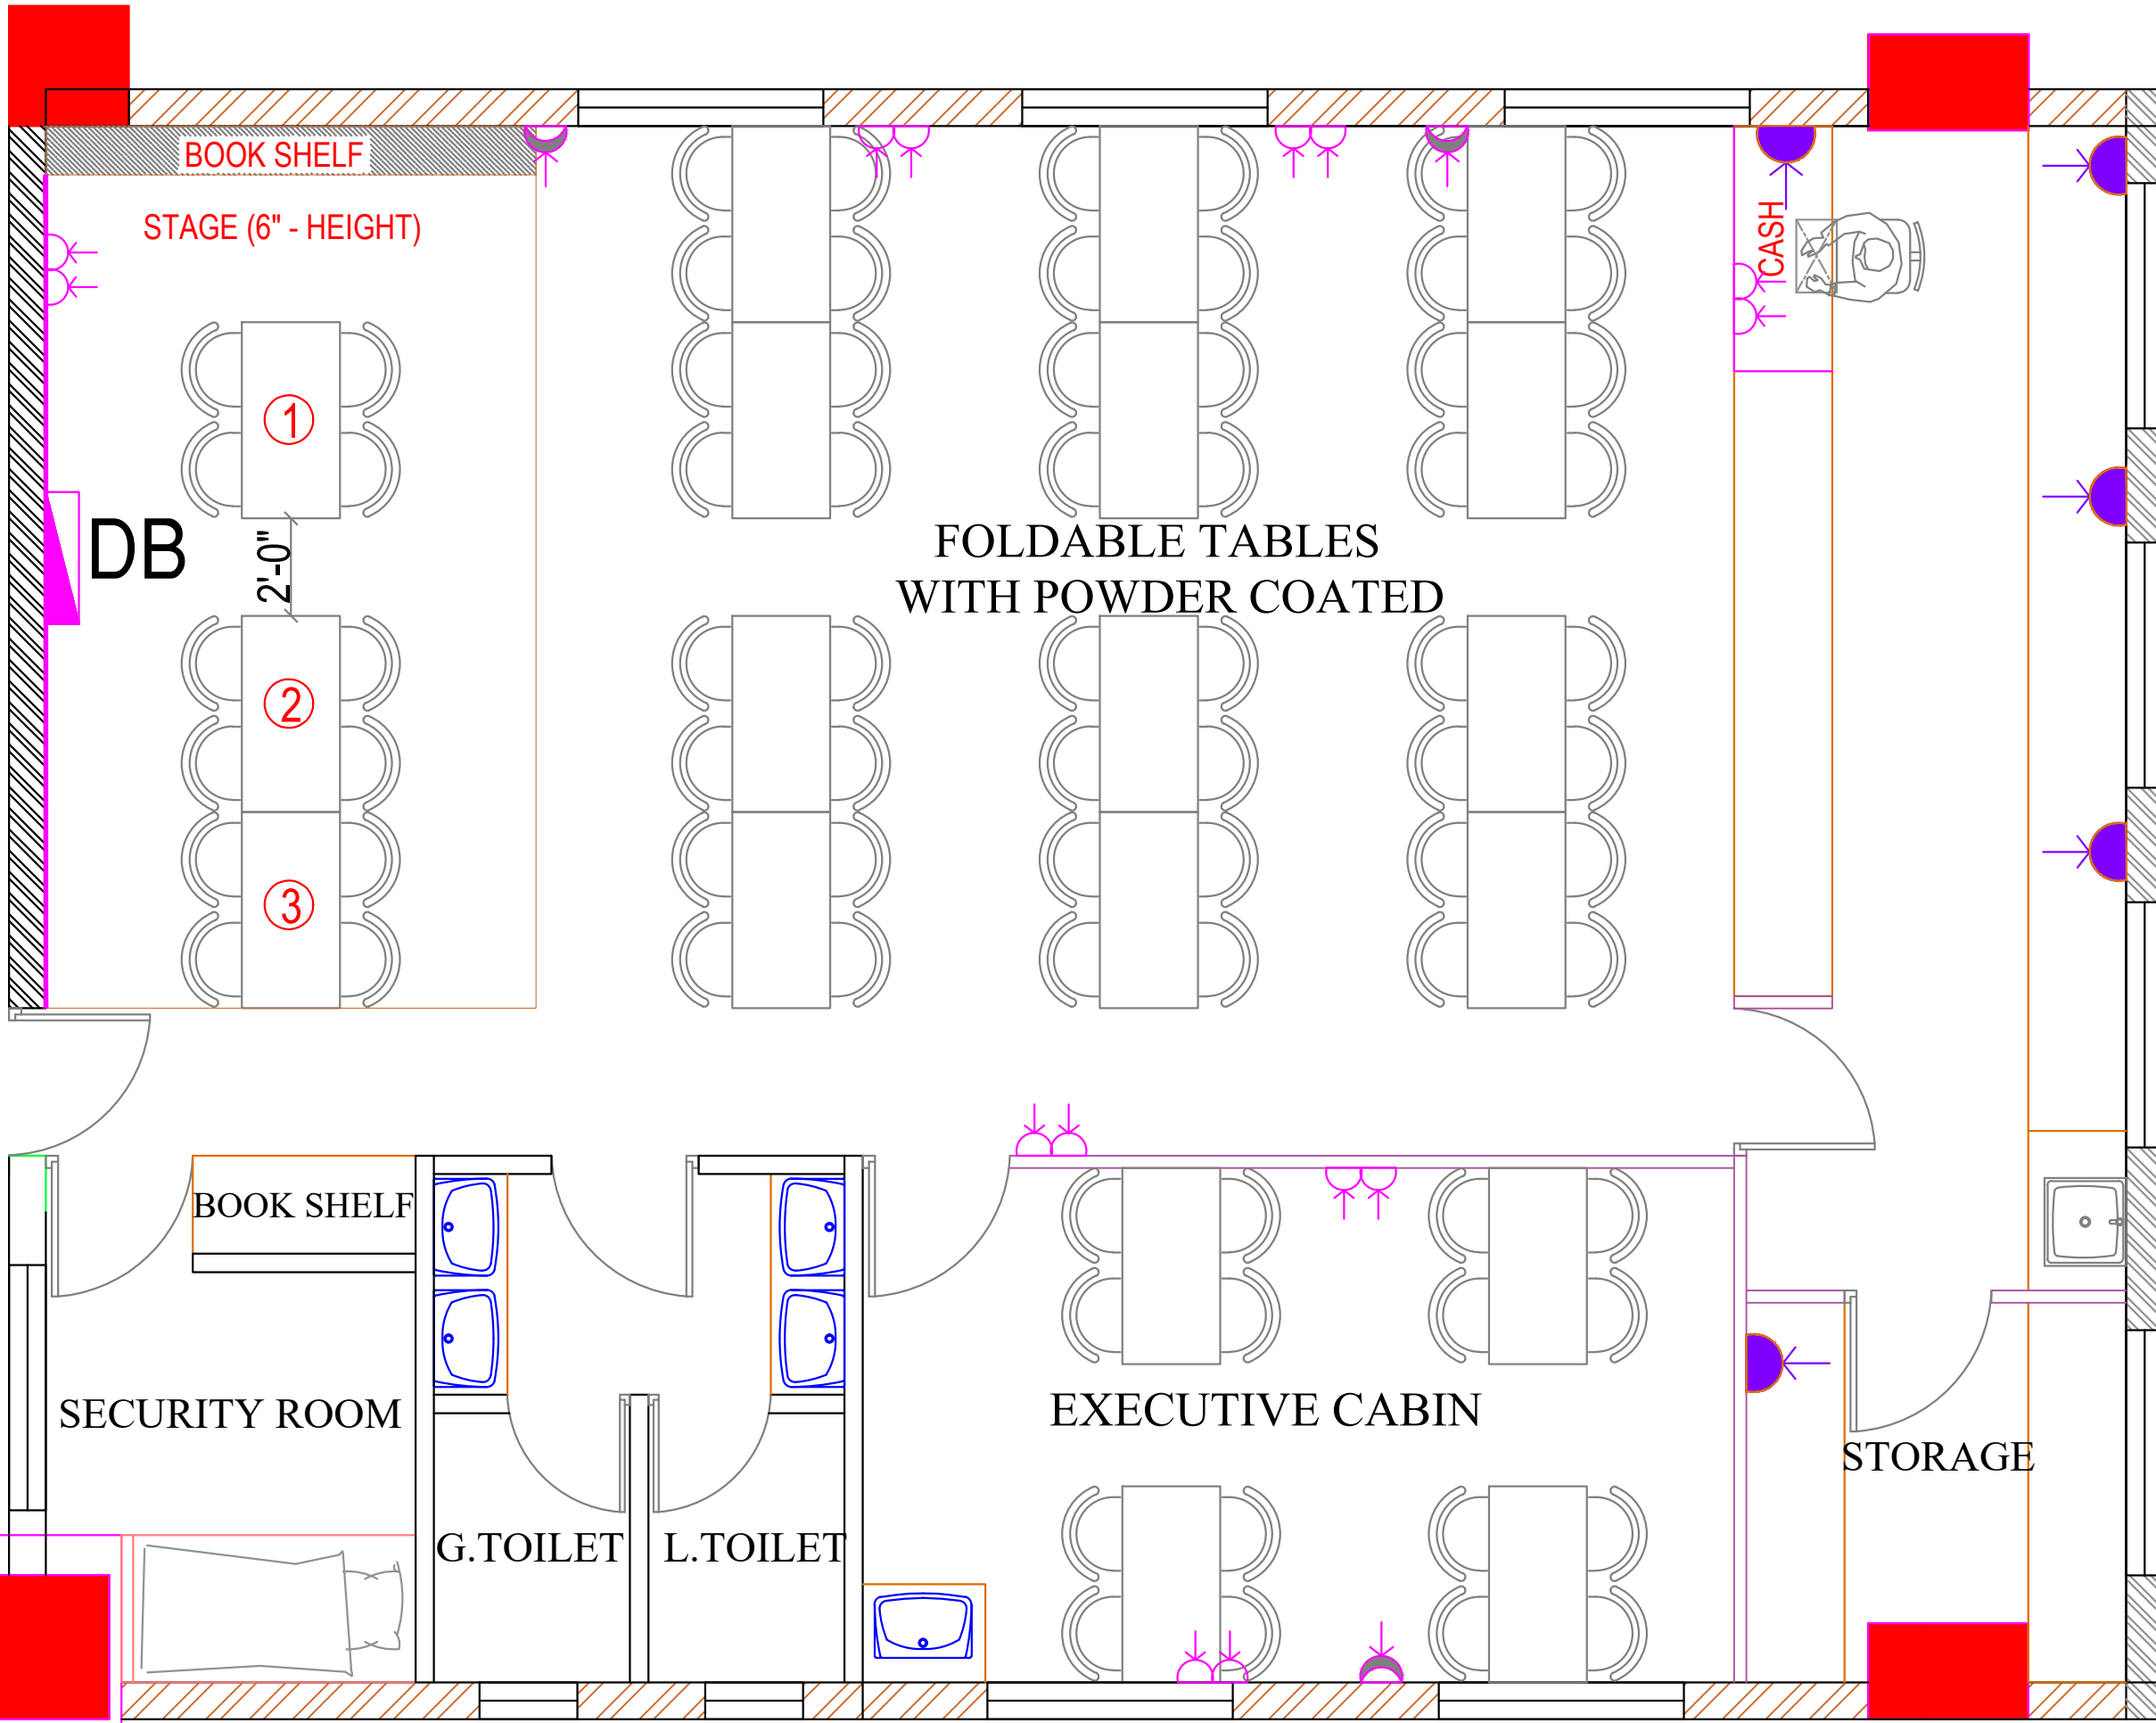 BOOK SHELF
STAGE (6" - HEIGHT)
CASH
1
DB
2'-0"
FOLDABLE TABLES
WITH POWDER COATED
2
3
BOOK SHELF
SECURITY ROOM
EXECUTIVE CABIN
STORAGE
G.TOILET
L.TOILET